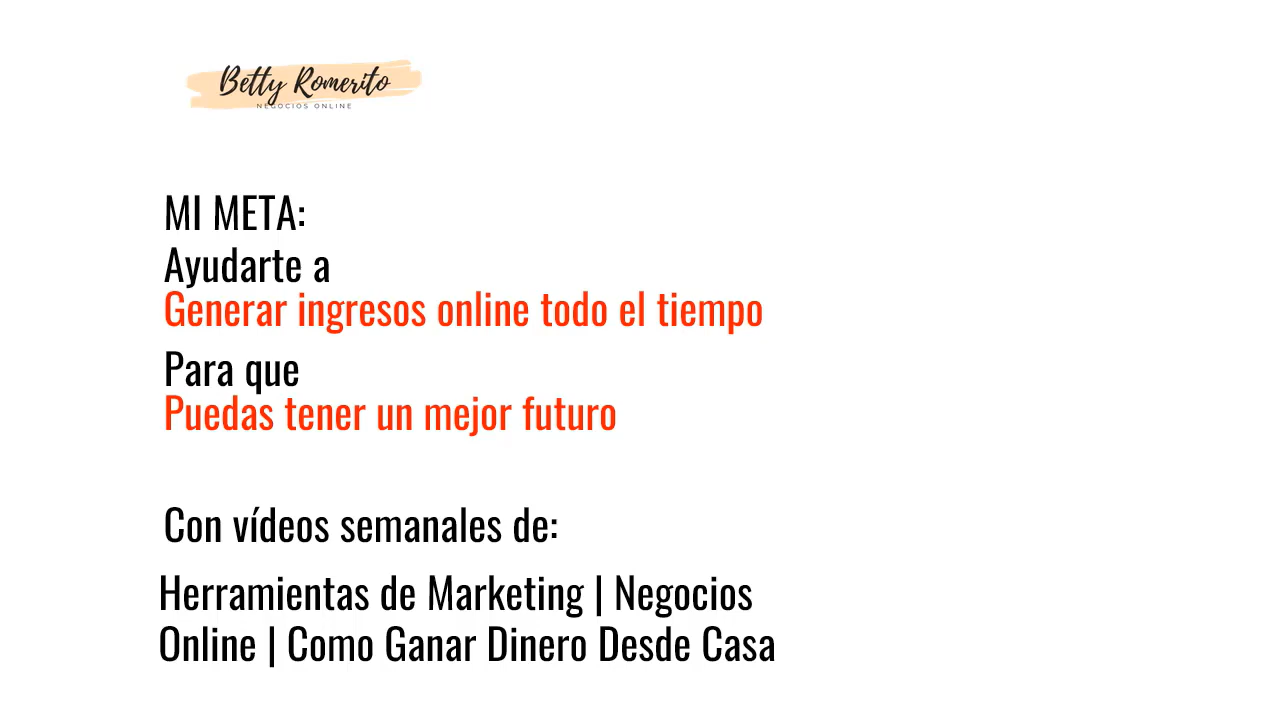 Betty Romerito
NEGOCIOS ONLINE
MI META:
Ayudarte a
Generar ingresos online todo el tiempo
Para que
Puedas tener un mejor futuro
Con vídeos semanales de:
Herramientas de Marketing | Negocios
Online | Como Ganar Dinero Desde Casa